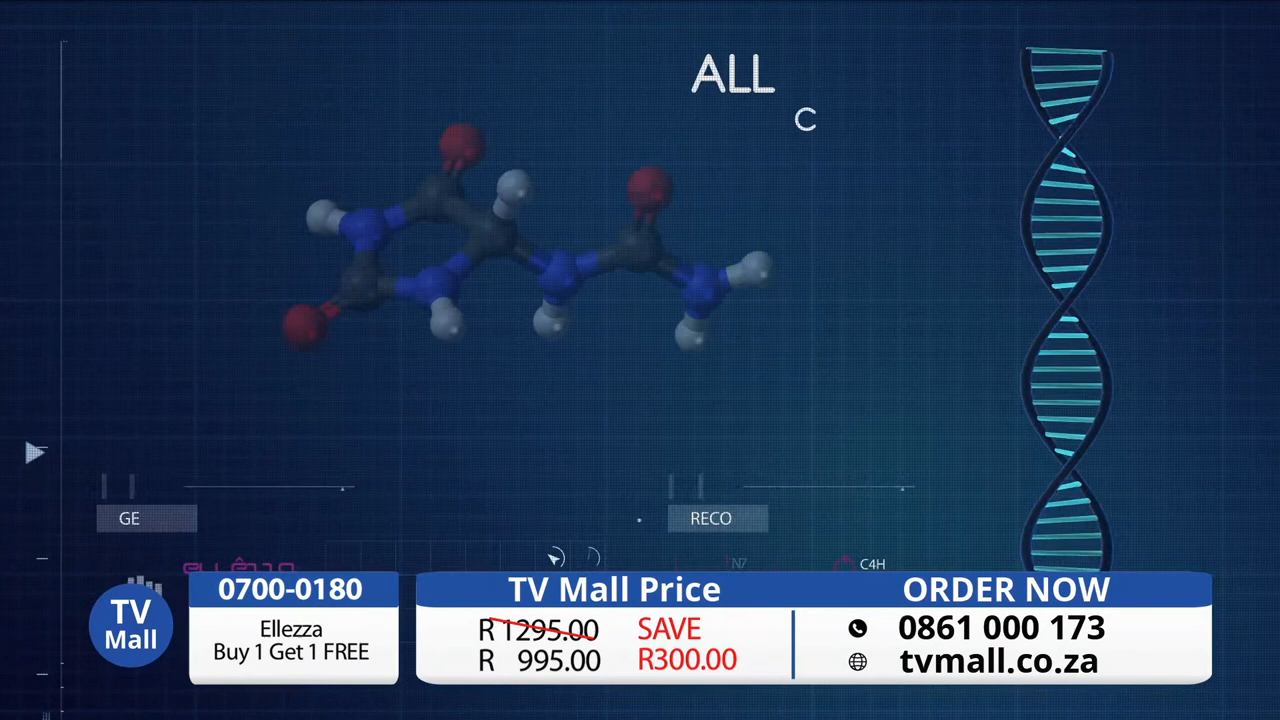 ALL
C
GE
RECO
N7
C4H
TV
Mall
0700-0180
Ellezza
Buy 1 Get 1 FREE
TV Mall Price
R 1295.00
SAVE
R 995.00
R300.00
ORDER NOW
0861 000 173
tvmall.co.za